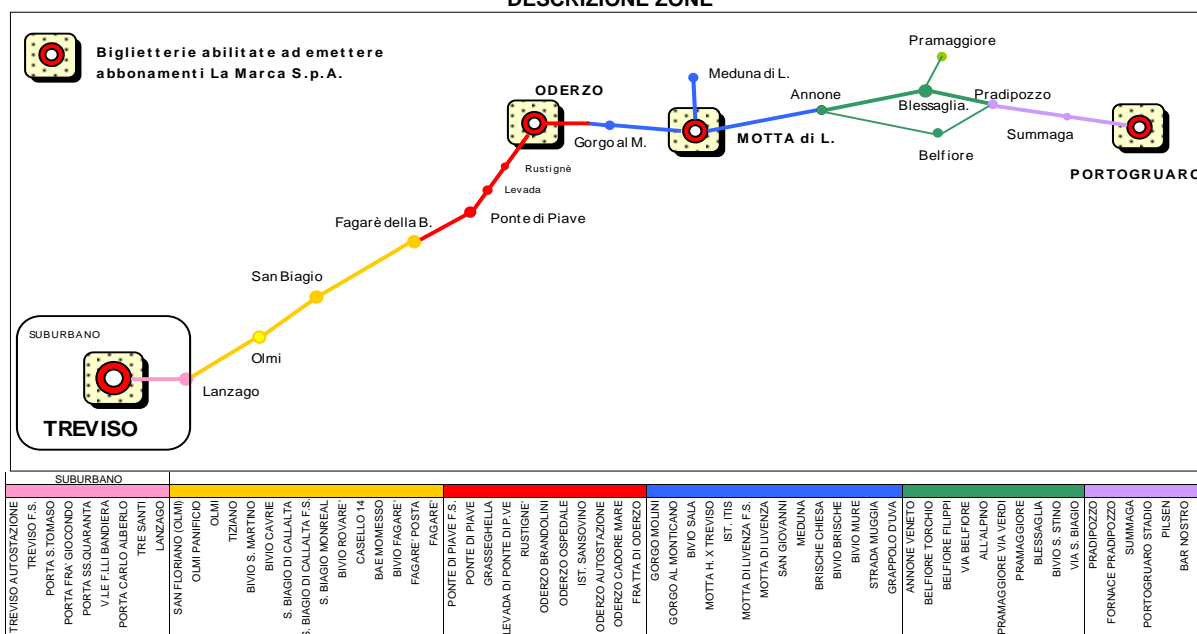 DESCRIZIONE ZONE
Biglietterie abilitate ad emettere
abbonamenti La Marca S.p.A.
Pramaggiore
Meduna di L.
ODERZO
Annone
Blessaglia.
Pradipozzo
Gorgo al M.
MOTTA di L.
Summaga
Belfiore
PORTOGRUARO
Rustignè
Levada
Ponte di Piave
Fagarè della B.
San Biagio
SUBURBANO
Olmi
Lanzago
TREVISO
SUBURBANO
TREVISO AUTOSTAZIONE
TREVISO F.S.
PORTA S.TOMASO
PORTA FRA' GIOCONDO
PORTA SS.QUARANTA
V.LE F.LLI BANDERA
PORTA CARLO ALBERLO
TRE SANTI
LANZAGO
SAN FLORIANO (OLMI)
OLMI PANIFICIO
OLMI
TIZIANO
BIVIO S. MARTINO
BIVIO CAVRIE
S. BIAGIO DI CALLALTA
S. BIAGIO DI CALLALTA F.S.
S. BIAGIO MONREAL
BIVIO ROVARE'
CASELLO 14
BAE MOMESSO
BIVIO FAGARE'
FAGARE' POSTA
FAGARE'
PONTE DI PIAVE F.S.
PONTE DI PIAVE
GRASSEGHELLA
LEVADA DI PONTE DI P.VE
RUSTIGNE'
ODERZO BRANDOLINI
ODERZO OSPEDALE
IST. SANSOVINO
ODERZO AUTOSTAZIONE
ODERZO CADORE MARE
FRATTA DI ODERZO
GORGO MOLINI
GORGO AL MONTICANO
BIVIO SALA
MOTTA H. X TREVISO
IST. ITIS
MOTTA DI LIVENZA F.S.
MOTTA DI LIVENZA
SAN GIOVANNI
MEDUNA
BRISCHE CHIESA
BIVIO BRISCHE
BIVIO MURE
STRADA MUGGIA
GRAPPOLO D'UVA
ANNONE VENETO
BELFIORE TORCHIO
BELFIORE FILIPPI
VIA BELFIORE
ALL'ALPINO
PRAMAGGIORE VIA VERDI
PRAMAGGIORE
BLESSAGLIA
BIVIO S. STINO
VIA S. BIAGIO
PRADIPOZZO
FORNACE PRADIPOZZO
SUMMAGA
PORTOGRUARO STADIO
PILSEN
BAR NOSTRO